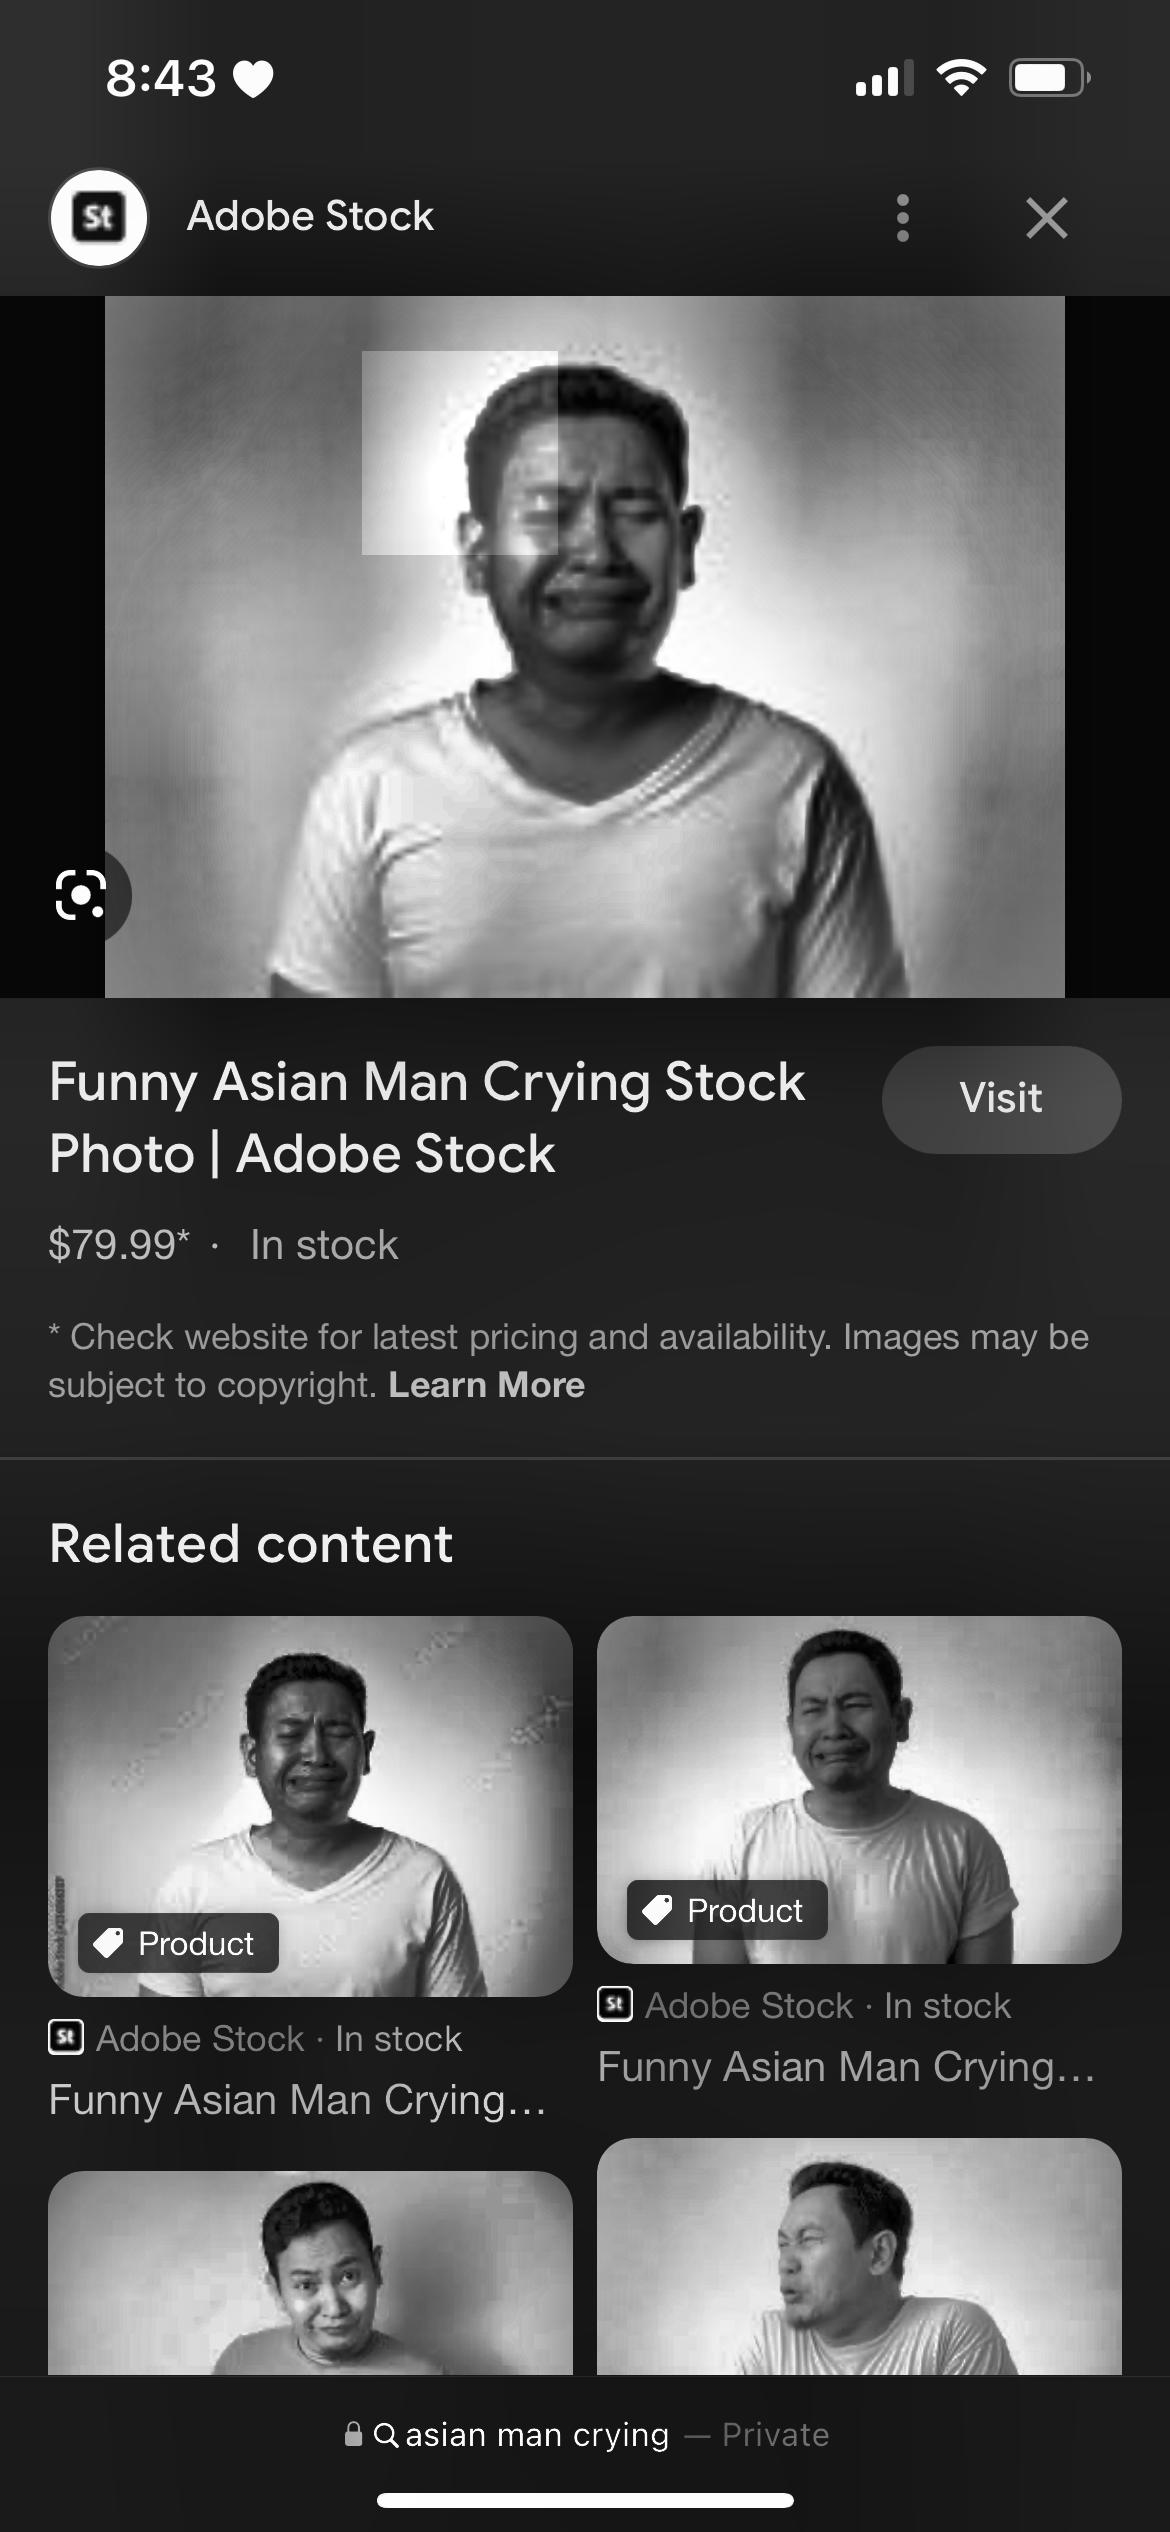 8:43
St
Adobe Stock
Funny Asian Man Crying Stock
Photo | Adobe Stock
Visit
$79.99* · In stock
* Check website for latest pricing and availability. Images may be
subject to copyright. Learn More
Related content
Product
St Adobe Stock · In stock
Funny Asian Man Crying...
Product
St Adobe Stock · In stock
Funny Asian Man Crying...
asian man crying — Private